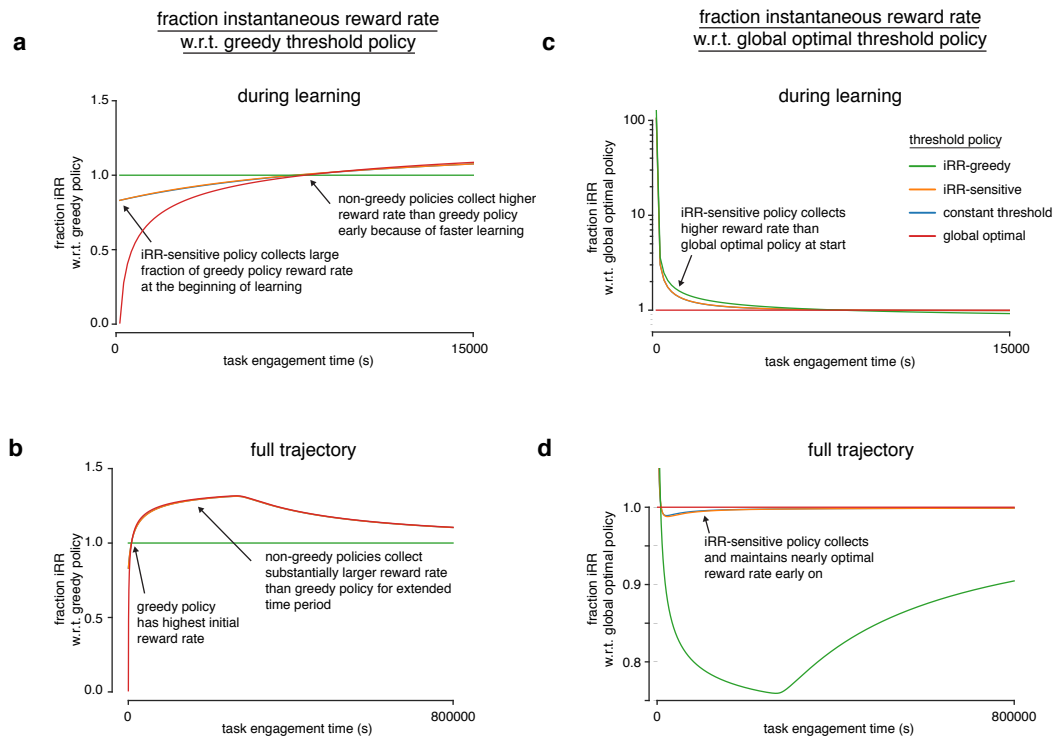 fraction instantaneous reward rate
w.r.t. greedy threshold policy
a
during learning
1.5
1.0
0.5
0.0
fraction iRR
w.r.t. greedy policy
non-greedy policies collect higher
reward rate than greedy policy
early because of faster learning
iRR-sensitive policy collects large
fraction of greedy policy reward rate
at the beginning of learning
0
15000
task engagement time (s)
fraction instantaneous reward rate
w.r.t. global optimal threshold policy
c
during learning
100
10
1
fraction iRR
w.r.t. global optimal policy
threshold policy
iRR-greedy
iRR-sensitive
constant threshold
global optimal
iRR-sensitive policy collects
higher reward rate than
global optimal policy at start
0
15000
task engagement time (s)
b
full trajectory
1.5
1.0
0.5
0.0
fraction iRR
w.r.t. greedy policy
non-greedy policies collect
substantially larger reward rate
than greedy policy for extended
time period
greedy policy
has highest initial
reward rate
0
800000
task engagement time (s)
d
full trajectory
1.0
0.9
0.8
fraction iRR
w.r.t. global optimal policy
iRR-sensitive policy collects
and maintains nearly optimal
reward rate early on
0
800000
task engagement time (s)